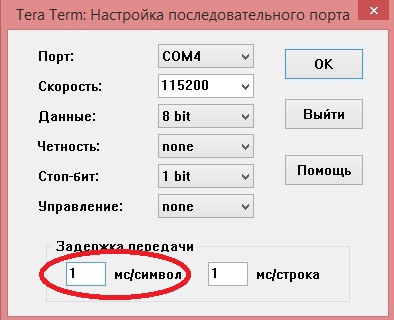 Tera Term: Настройка последовательного порта
Порт: COM4 OK
Скорость: 115200
Данные: 8 bit Выйти
Четность: none
Стоп-бит: 1 bit Помощь
Управление: none
Задержка передачи
1 мс/символ 1 мс/строка